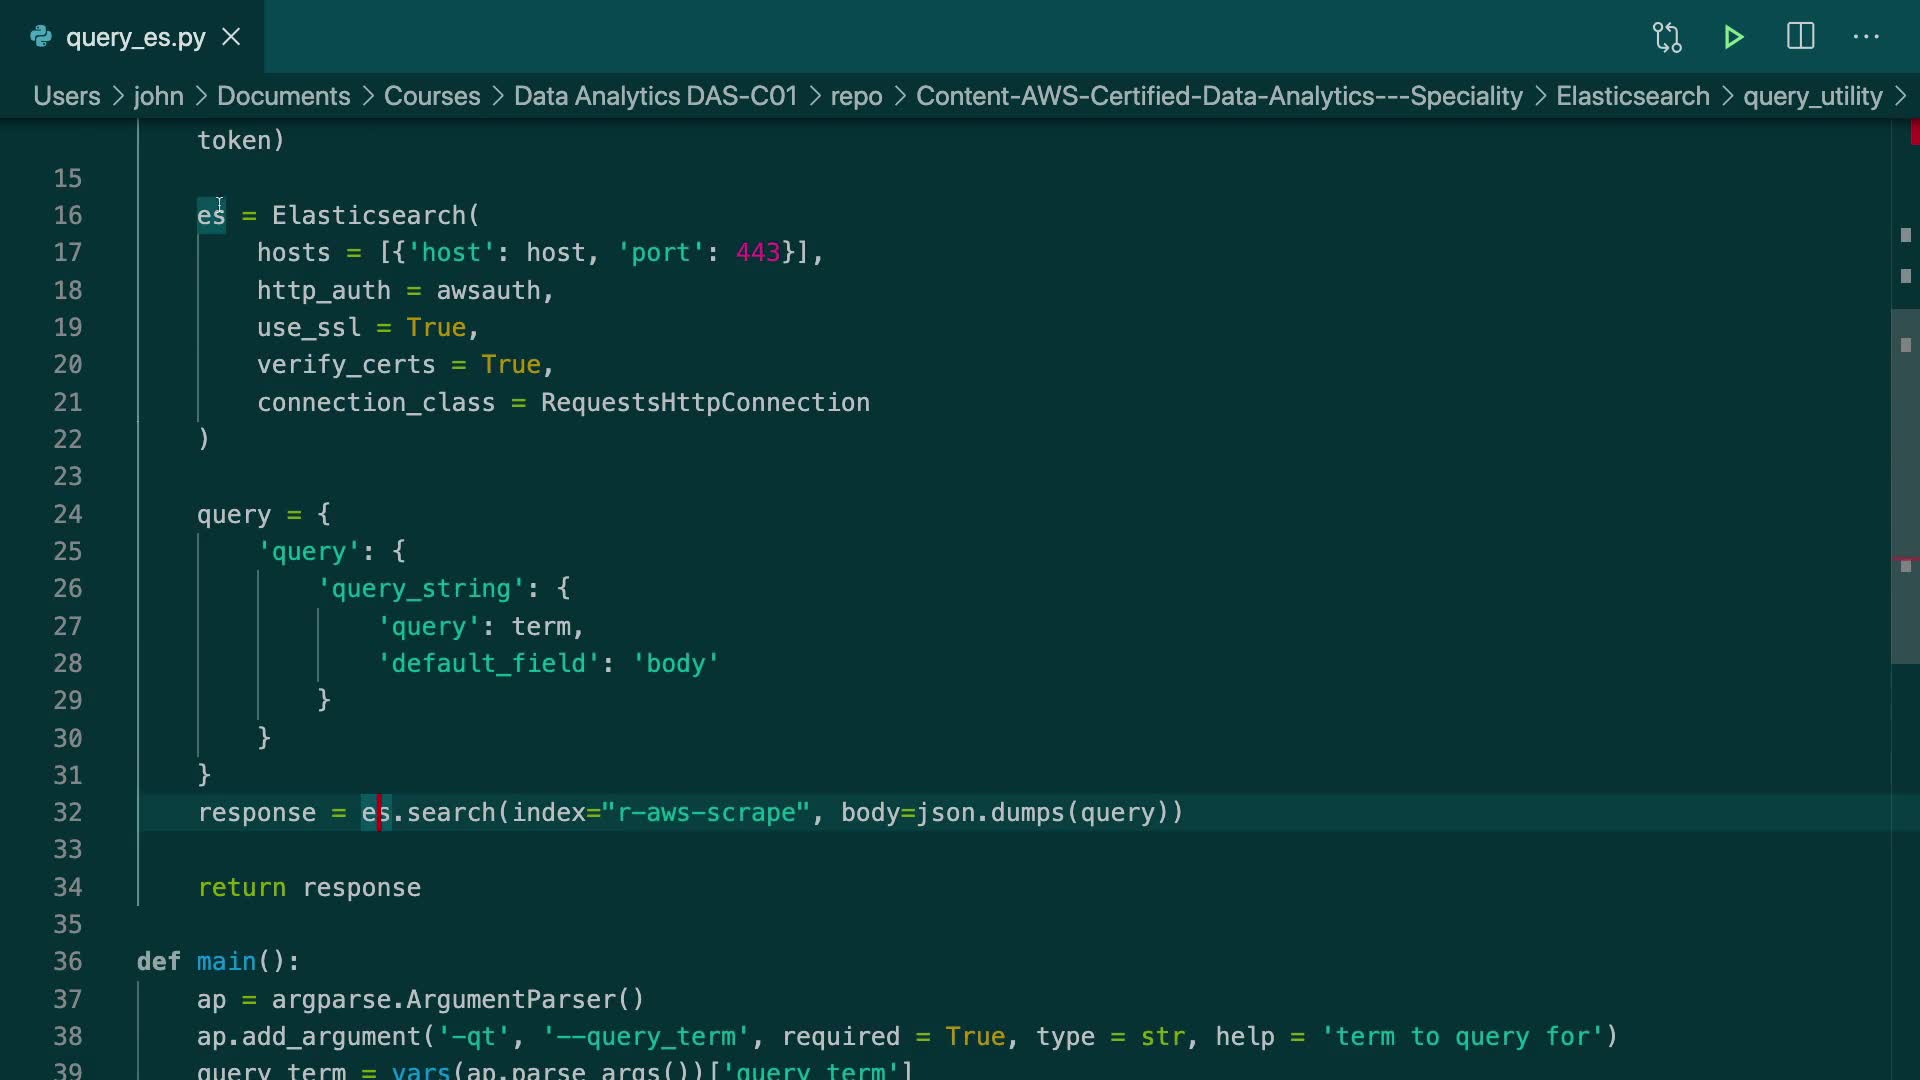 query_es.py
Users > john > Documents > Courses > Data Analytics DAS-C01 > repo > Content-AWS-Certified-Data-Analytics---Speciality > Elasticsearch > query_utility >
token)
15
16 es = Elasticsearch(
17 hosts = [{'host': host, 'port': 443}],
18 http_auth = awsauth,
19 use_ssl = True,
20 verify_certs = True,
21 connection_class = RequestsHttpConnection
22 )
23
24 query = {
25 'query': {
26 'query_string': {
27 'query': term,
28 'default_field': 'body'
29 }
30 }
31 }
32 response = es.search(index="r-aws-scrape", body=json.dumps(query))
33
34 return response
35
36 def main():
37 ap = argparse.ArgumentParser()
38 ap.add_argument('-qt', '--query_term', required = True, type = str, help = 'term to query for')
39 query_term = vars(ap.parse_args())['query_term']